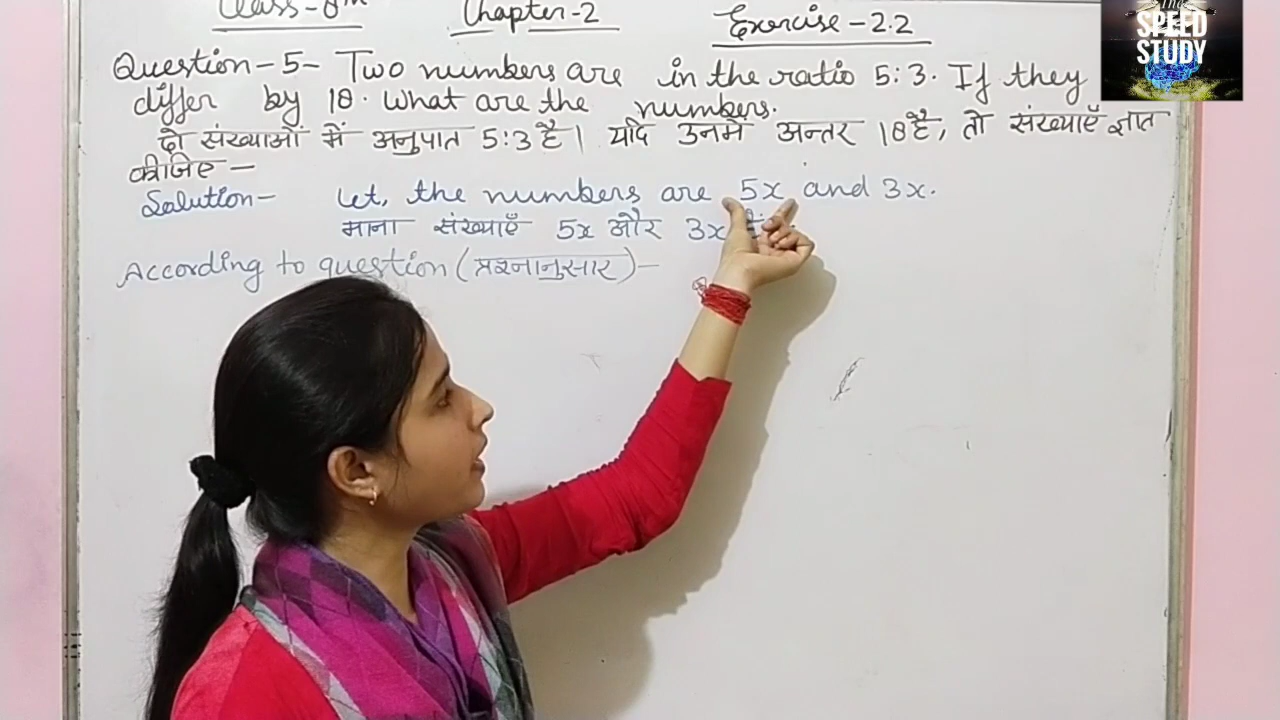 Class-8th Chapter-2 Exercise-2.2
The
SPEED
STUDY
Question-5- Two numbers are in the ratio 5:3. If they
differ by 18. What are the numbers.
दो संख्याओं में अनुपात 5:3 है। यदि उनमें अन्तर 18 है, तो संख्याएँ ज्ञात
कीजिए-
Solution- Let, the numbers are 5x and 3x.
माना संख्याएँ 5x और 3x
According to question (प्रश्नानुसार)-